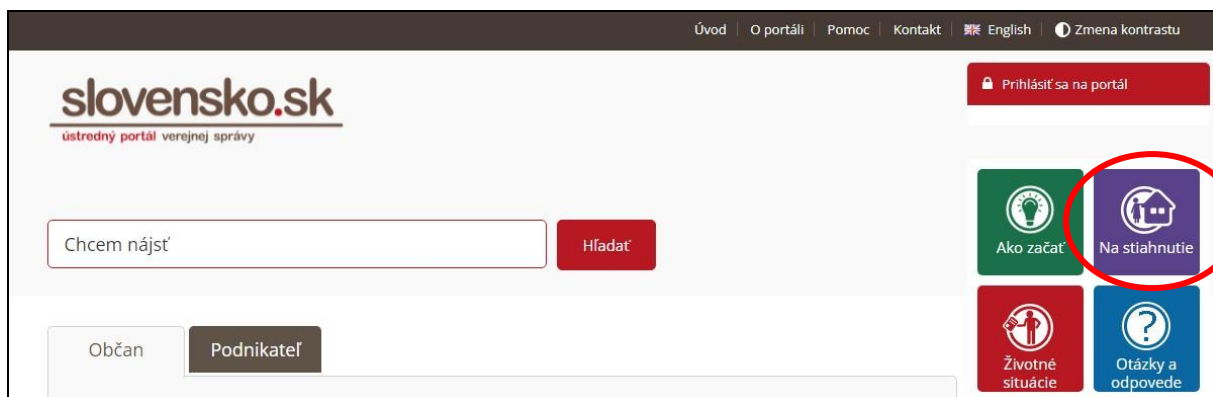 Úvod O portáli Pomoc Kontakt English Zmena kontrastu
Prihlásiť sa na portál
slovensko.sk
ústredný portál verejnej správy
Chcem nájsť
Hľadať
Ako začať
Na stiahnutie
Občan
Podnikateľ
Životné
situácie
Otázky a
odpovede